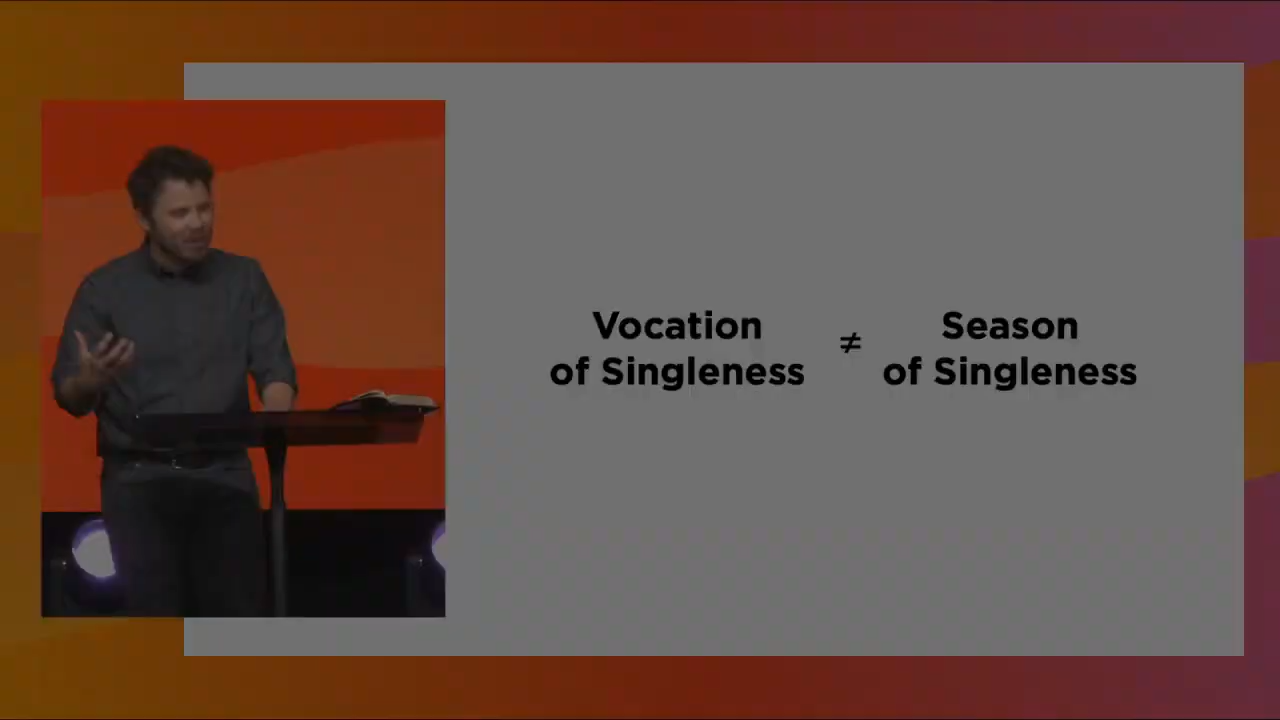 Vocation
of Singleness
≠
Season
of Singleness